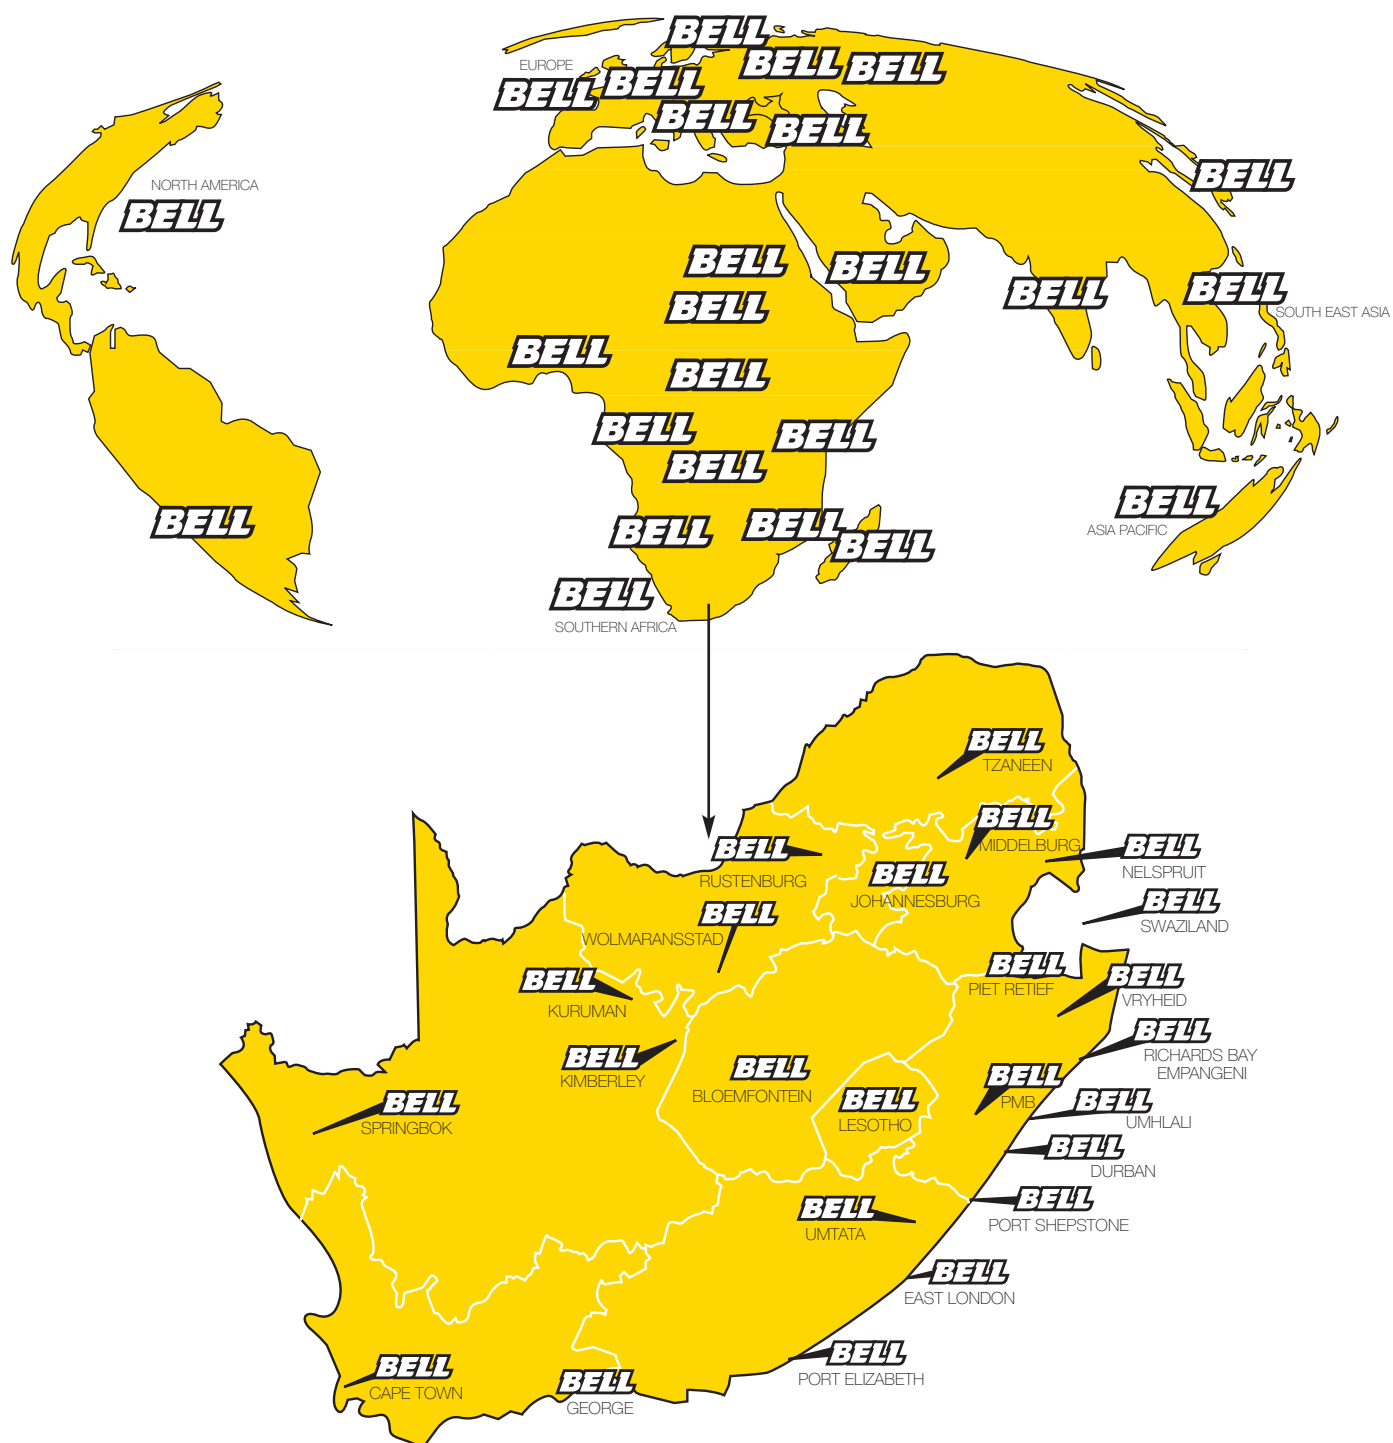 BELL
EUROPE
BELL
BELL
BELL
BELL
BELL
BELL
BELL
BELL
NORTH AMERICA
BELL
BELL
BELL
BELL
BELL
BELL
SOUTH EAST ASIA
BELL
BELL
BELL
BELL
BELL
BELL
BELL
ASIA PACIFIC
BELL
BELL
BELL
BELL
BELL
SOUTHERN AFRICA
BELL
TZANEEN
BELL
MIDDELBURG
BELL
RUSTENBURG
BELL
NELSPRUIT
BELL
JOHANNESBURG
BELL
SWAZILAND
BELL
WOLMARANSSTAD
BELL
PIET RETIEF
BELL
VRYHEID
BELL
KURUMAN
BELL
RICHARDS BAY
EMPANGENI
BELL
KIMBERLEY
BELL
BLOEMFONTEIN
BELL
PMB
BELL
LESOTHO
BELL
UMHLALI
BELL
SPRINGBOK
BELL
DURBAN
BELL
PORT SHEPSTONE
BELL
UMTATA
BELL
EAST LONDON
BELL
PORT ELIZABETH
BELL
CAPE TOWN
BELL
GEORGE